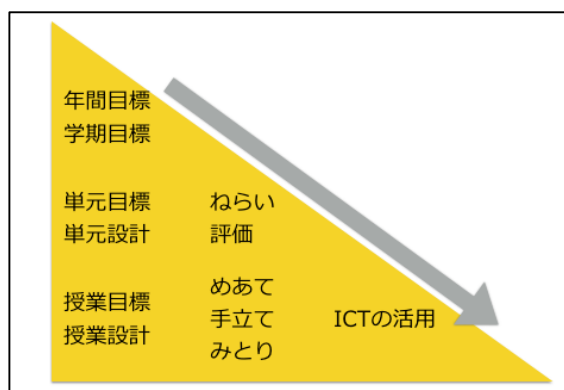 年間目標
学期目標
単元目標
単元設計
ねらい
評価
授業目標
授業設計
めあて
手立て
みとり
ICTの活用